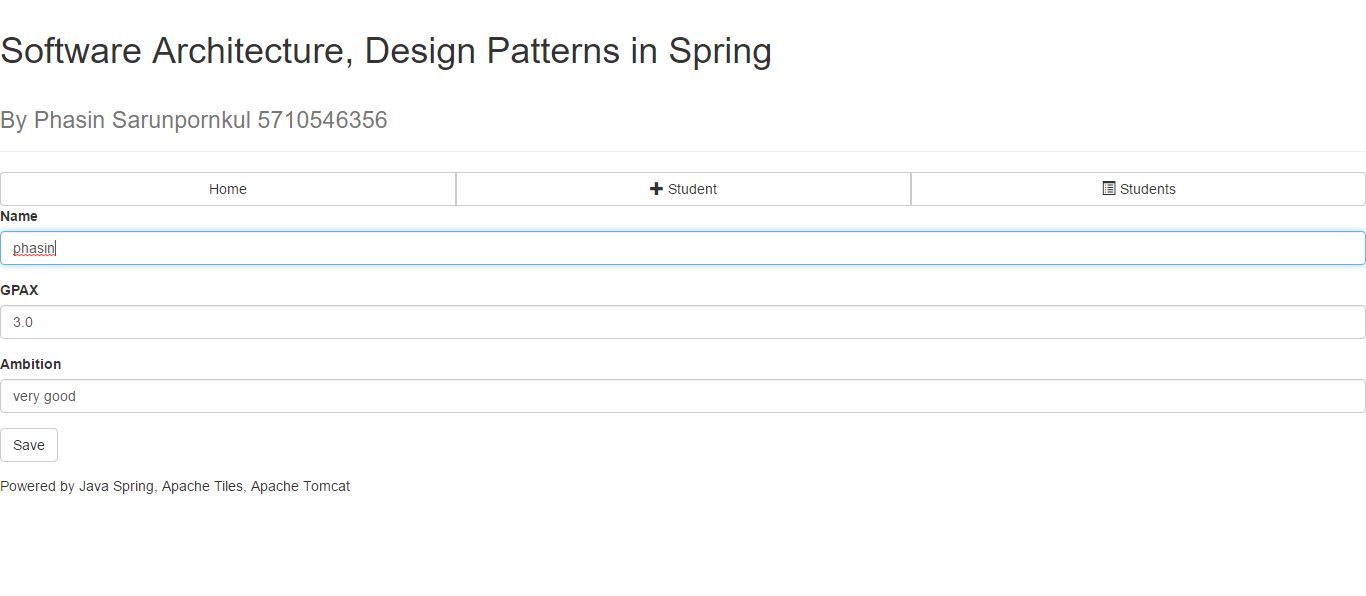 Software Architecture, Design Patterns in Spring
By Phasin Sarunpornkul 5710546356
Home Student Students
Name
phasin
GPAX
3.0
Ambition
very good
Save
Powered by Java Spring, Apache Tiles, Apache Tomcat